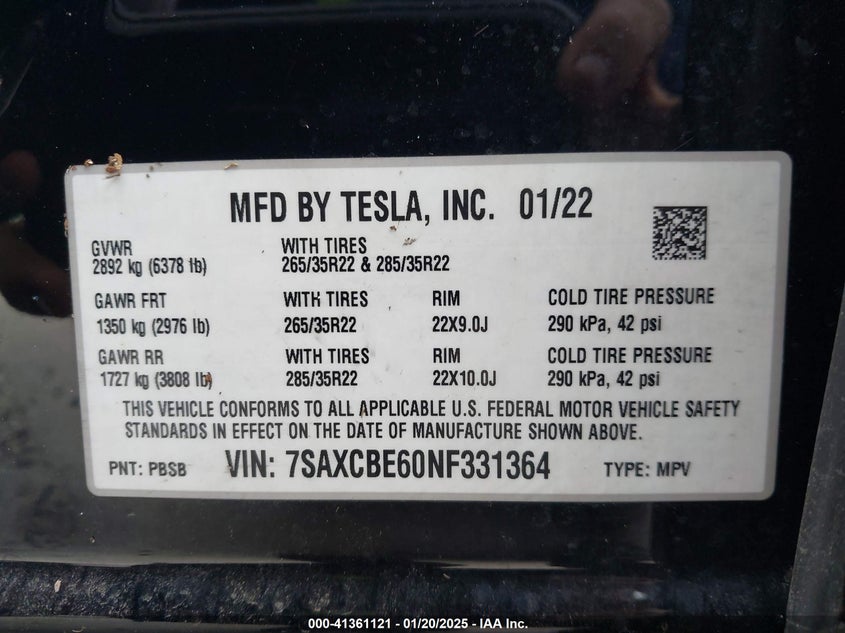 MFD BY TESLA, INC. 01/22
GVWR WITH TIRES
2892 kg (6378 lb) 265/35R22 & 285/35R22
GAWR FRT WITH TIRES RIM COLD TIRE PRESSURE
1350 kg (2976 lb) 265/35R22 22X9.0J 290 kPa, 42 psi
GAWR RR WITH TIRES RIM COLD TIRE PRESSURE
1727 kg (3808 lb) 285/35R22 22X10.0J 290 kPa, 42 psi
THIS VEHICLE CONFORMS TO ALL APPLICABLE U.S. FEDERAL MOTOR VEHICLE SAFETY
STANDARDS IN EFFECT ON THE DATE OF MANUFACTURE SHOWN ABOVE.
PNT: PBSB VIN: 7SAXCBE60NF331364 TYPE: MPV
000-41361121 - 01/20/2025 - IAA Inc.